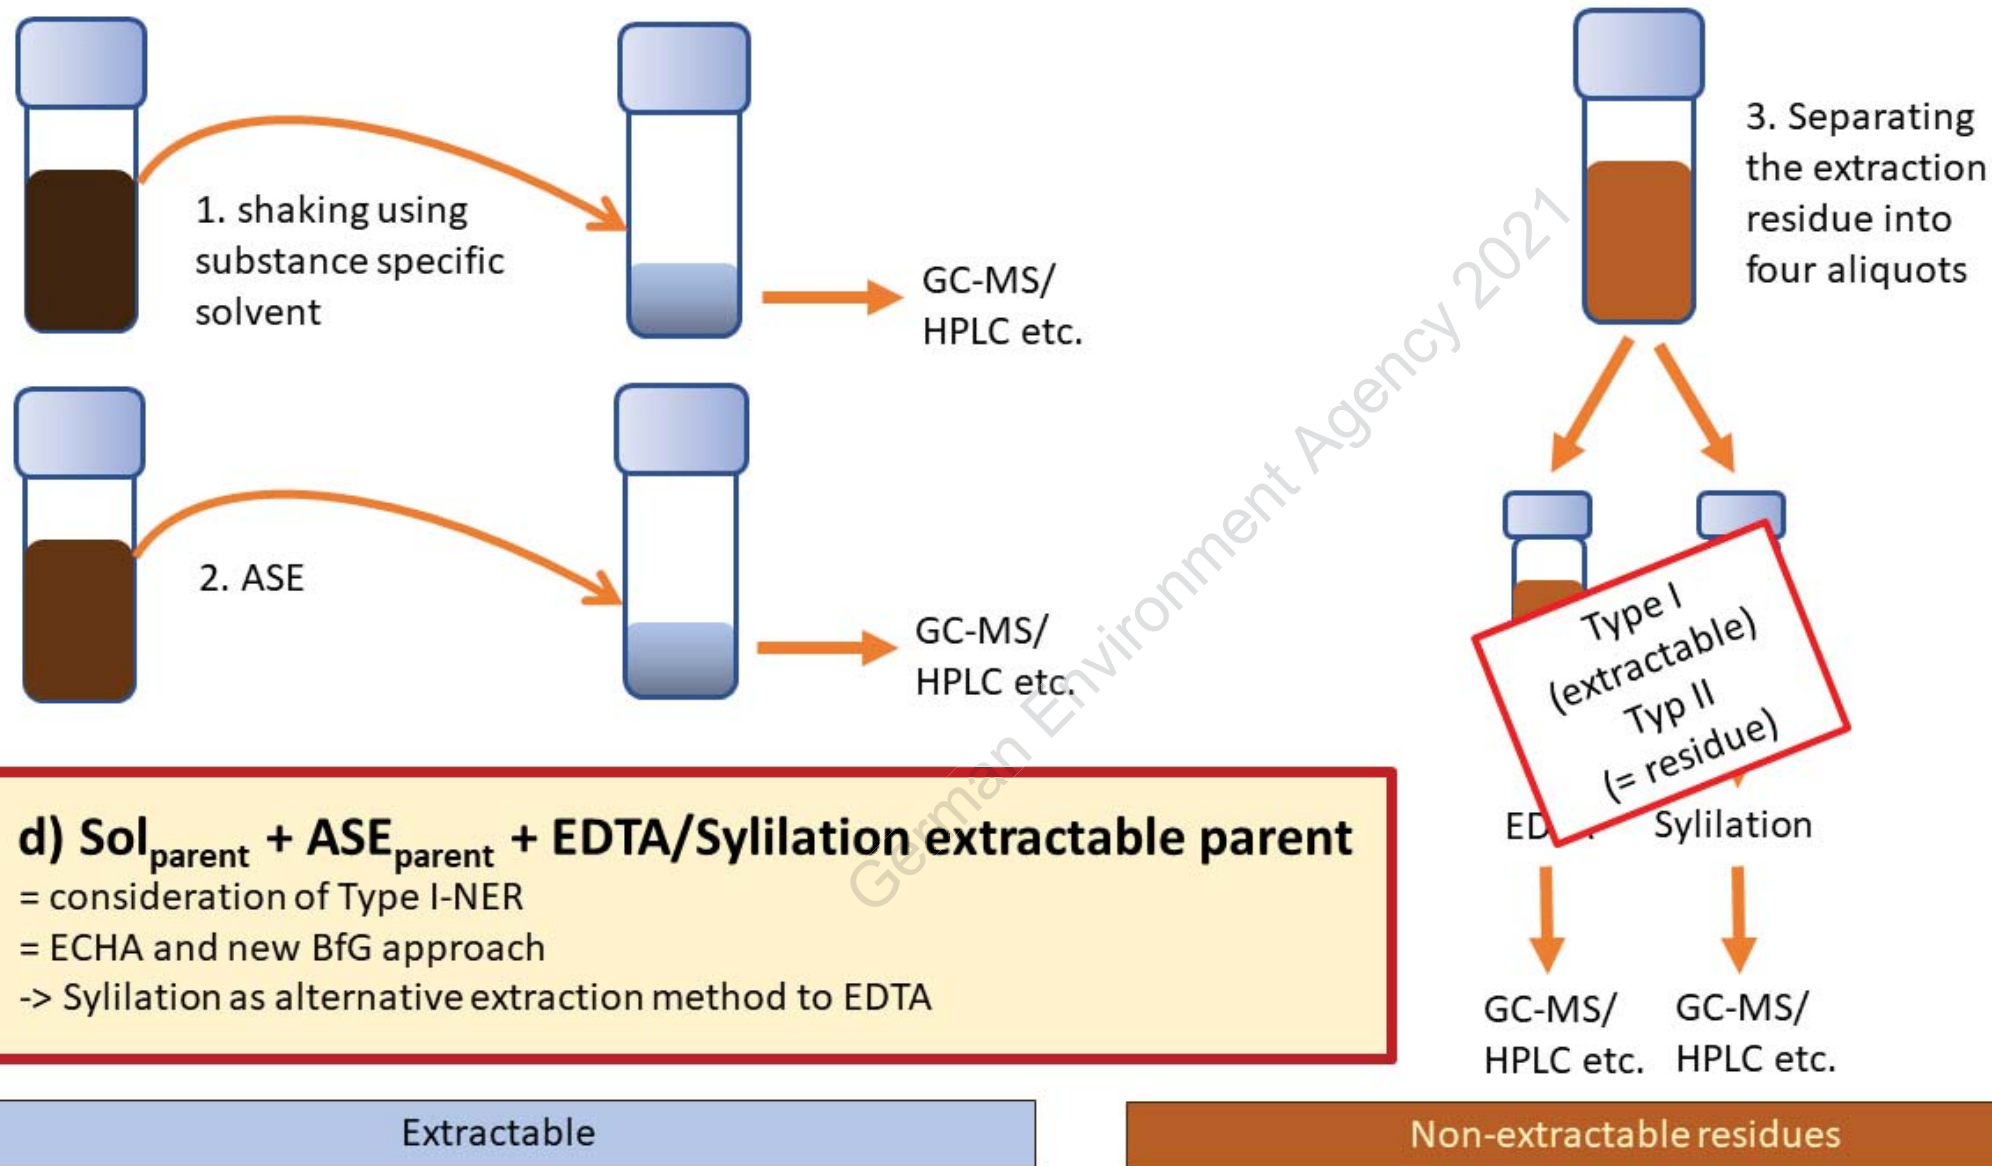 1. shaking using
substance specific
solvent
GC-MS/
HPLC etc.
2. ASE
GC-MS/
HPLC etc.
3. Separating
the extraction
residue into
four aliquots
Type I
(extractable)
Typ II
(= residue)
Sylilation
GC-MS/
HPLC etc.
GC-MS/
HPLC etc.
d) Solparent + ASEparent + EDTA/Sylilation extractable parent
= consideration of Type I-NER
= ECHA and new BfG approach
-> Sylilation as alternative extraction method to EDTA
Extractable
Non-extractable residues
German Environment Agency 2021